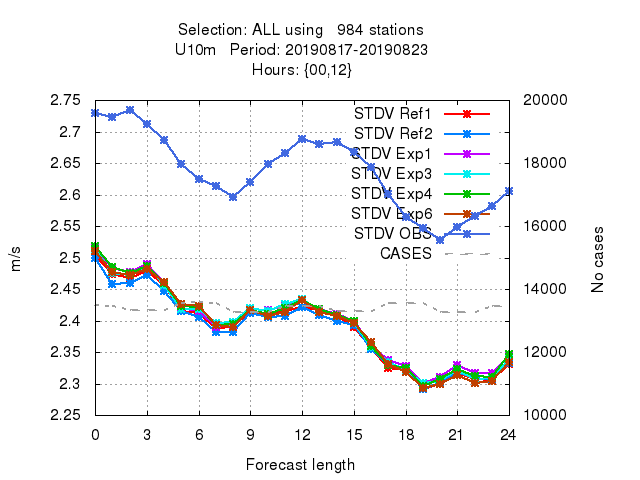 Selection: ALL using   984 stations
U10m   Period: 20190817-20190823
Hours: {00,12}
2.75
2.7
2.65
2.6
2.55
2.5
2.45
2.4
2.35
2.3
2.25
m/s
STDV Ref1
STDV Ref2
STDV Exp1
STDV Exp3
STDV Exp4
STDV Exp6
STDV OBS
CASES
20000
18000
16000
14000
12000
10000
No cases
0 3 6 9 12 15 18 21 24
Forecast length